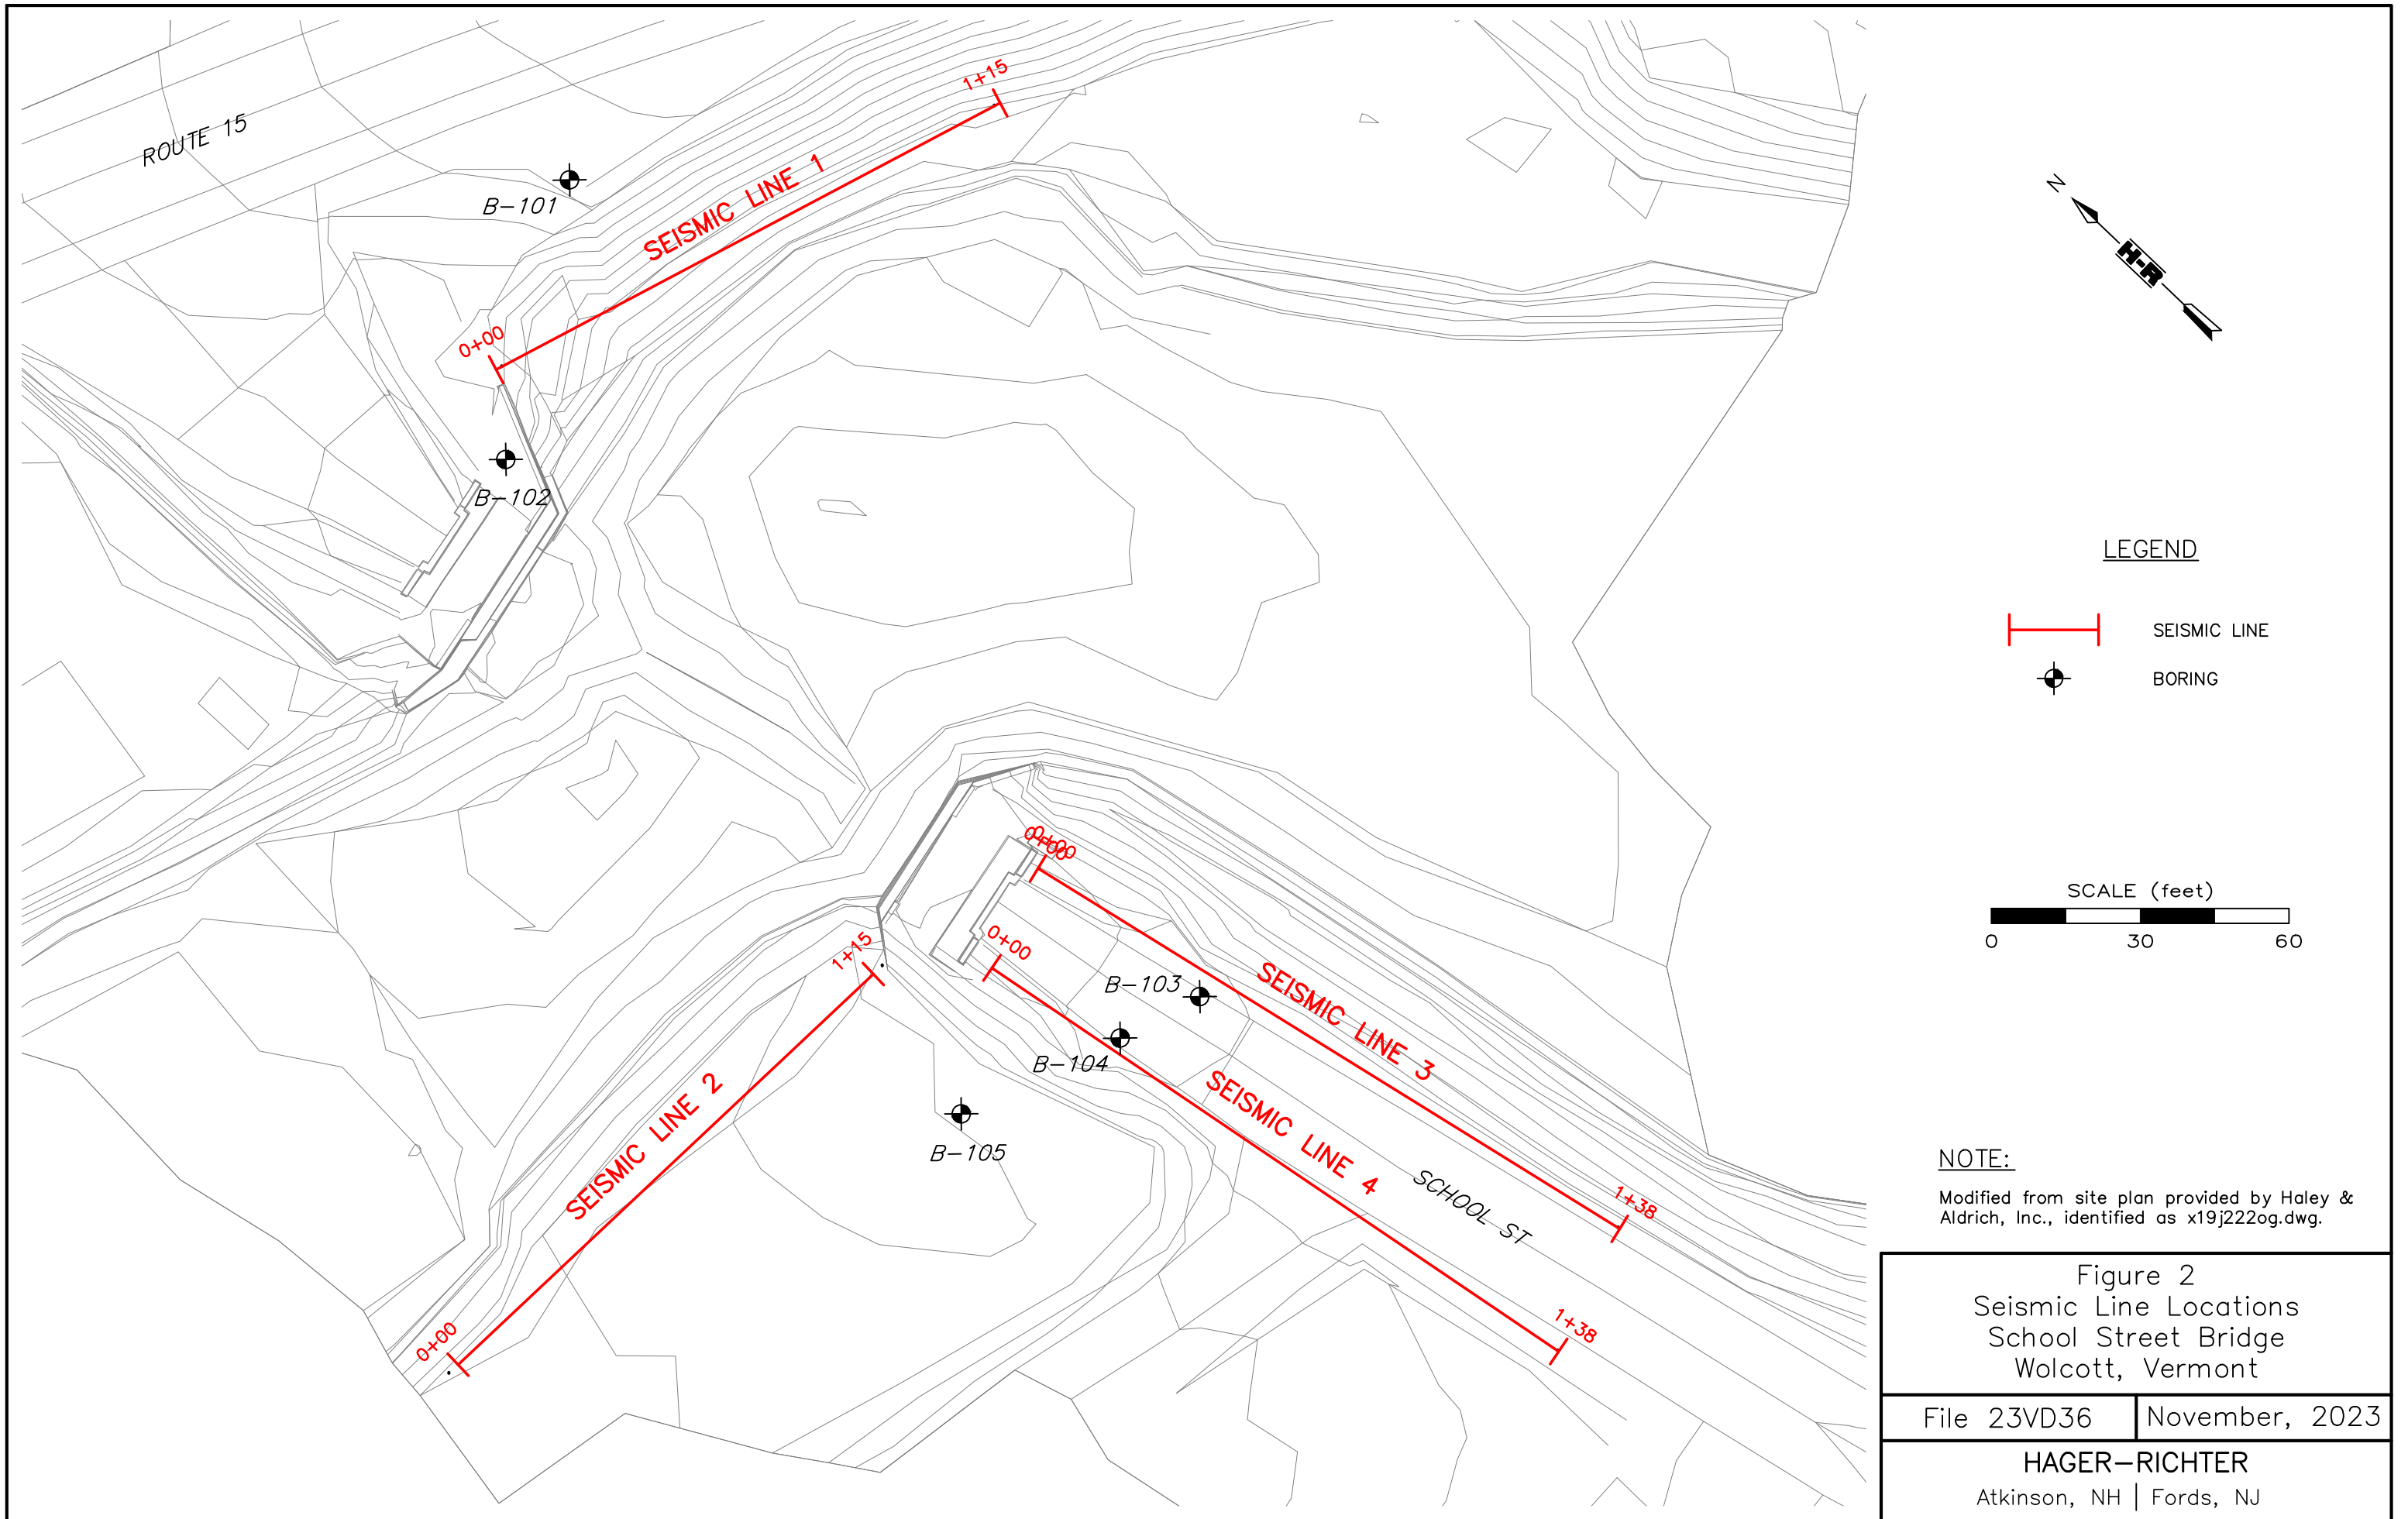 ROUTE 15
1+15
SEISMIC LINE 1
B-101
0+00
B-102
N
H-R
LEGEND
SEISMIC LINE
BORING
SCALE (feet)
0 30 60
0+00
0+00
0+00
1+15
B-103
SEISMIC LINE 3
B-104
SEISMIC LINE 4
SEISMIC LINE 2
B-105
SCHOOL ST
1+38
1+38
0+00
NOTE:
Modified from site plan provided by Haley &
Aldrich, Inc., identified as x19j222og.dwg.
Figure 2
Seismic Line Locations
School Street Bridge
Wolcott, Vermont
File 23VD36
November, 2023
HAGER-RICHTER
Atkinson, NH | Fords, NJ